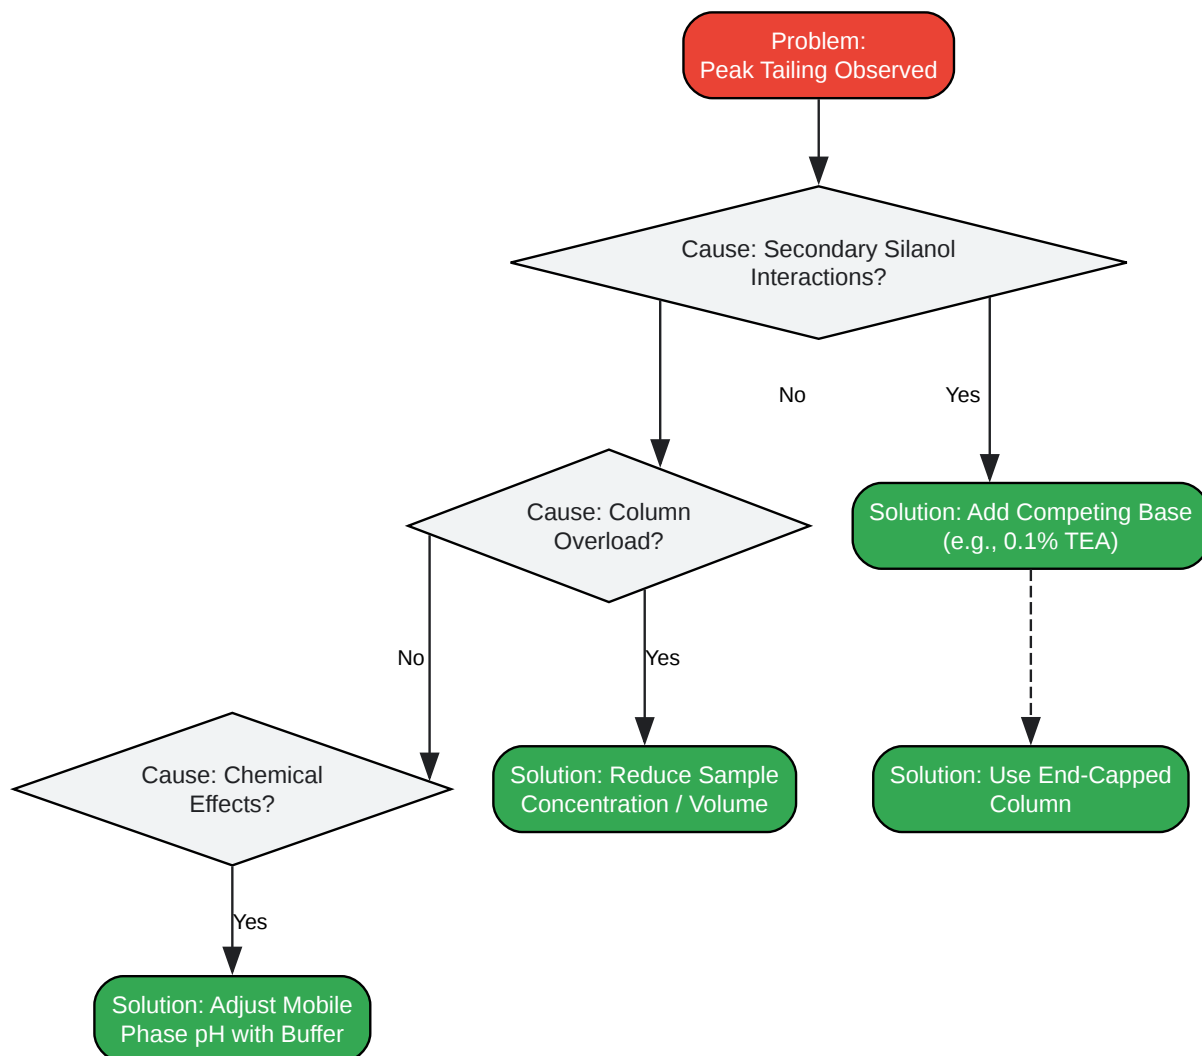 Problem:
Peak Tailing Observed
Cause: Secondary Silanol
Interactions?
No
Yes
Cause: Column
Overload?
Solution: Add Competing Base
(e.g., 0.1% TEA)
No
Yes
Cause: Chemical
Effects?
Solution: Reduce Sample
Concentration / Volume
Solution: Use End-Capped
Column
Yes
Solution: Adjust Mobile
Phase pH with Buffer